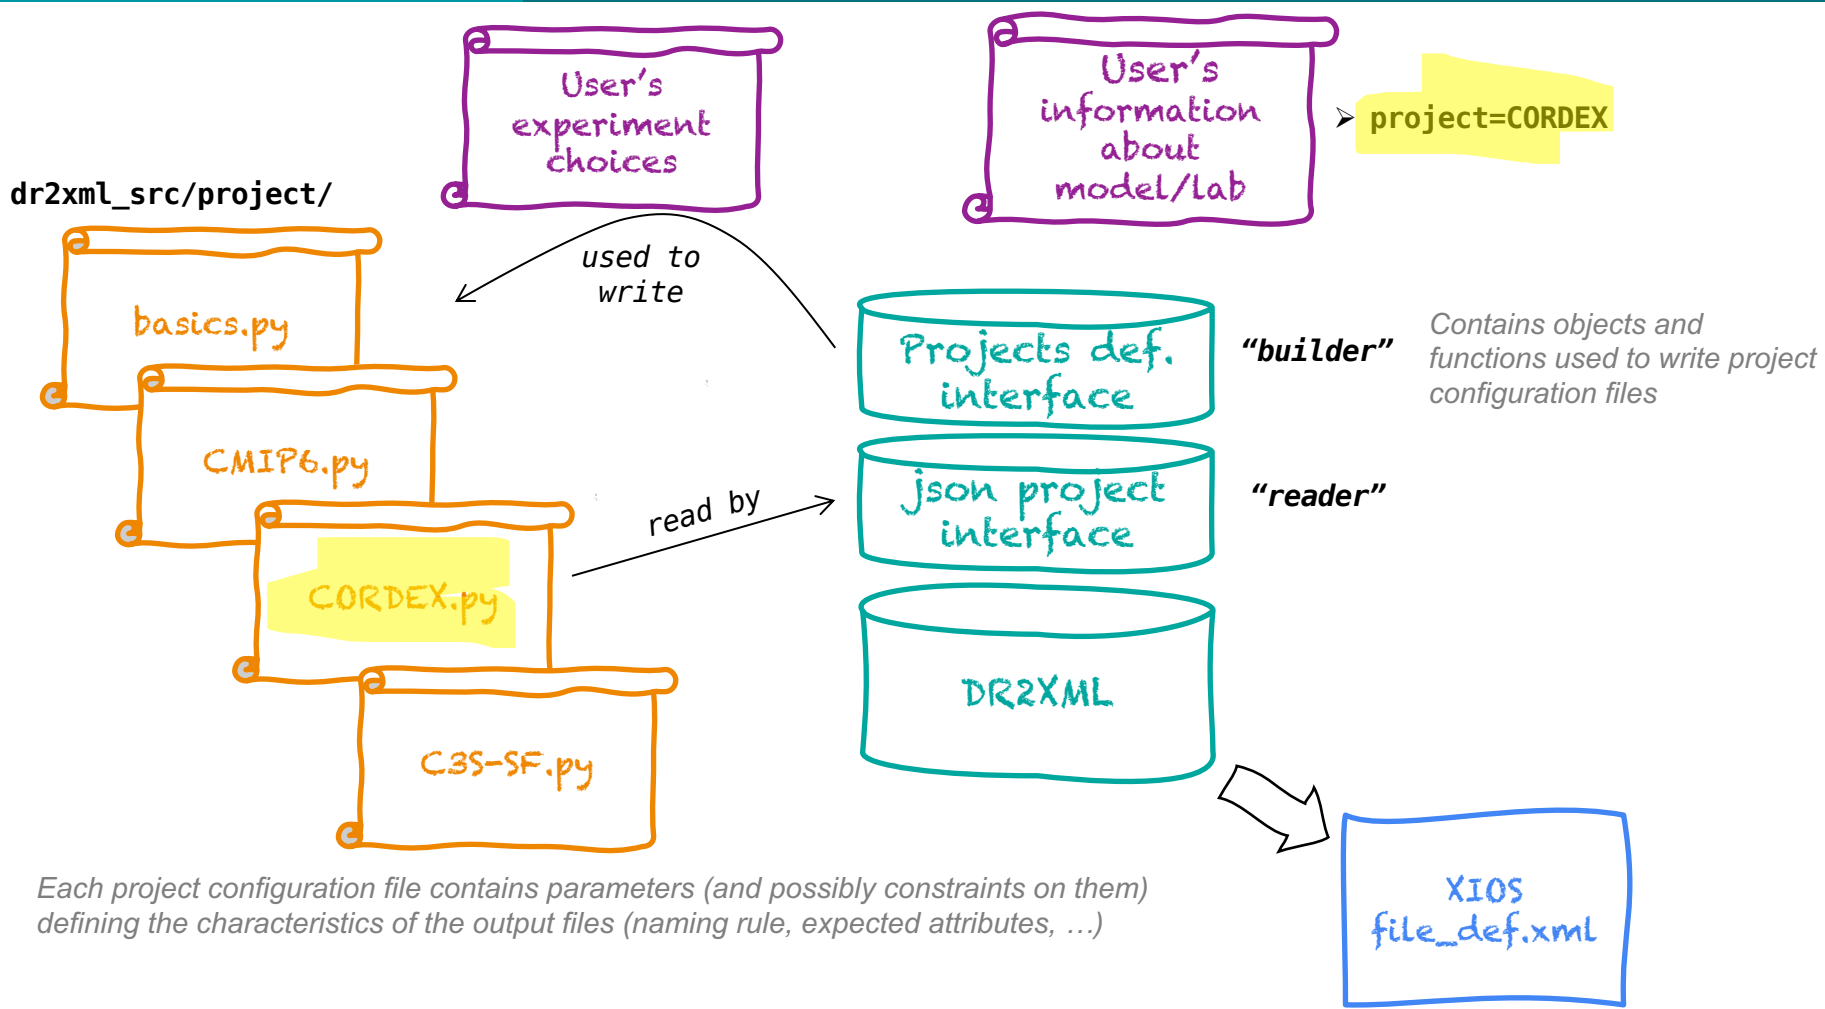 User's
experiment
choices
User's
information
about
model/lab
➢ project=CORDEX
dr2xml_src/project/
used to
write
basics.py
CMIP6.py
CORDEX.py
C3S-SF.py
read by
Projects def.
interface
“builder”
Contains objects and
functions used to write project
configuration files
json project
interface
“reader”
DR2XML
Each project configuration file contains parameters (and possibly constraints on them)
defining the characteristics of the output files (naming rule, expected attributes, …)
XIOS
file_def.xml